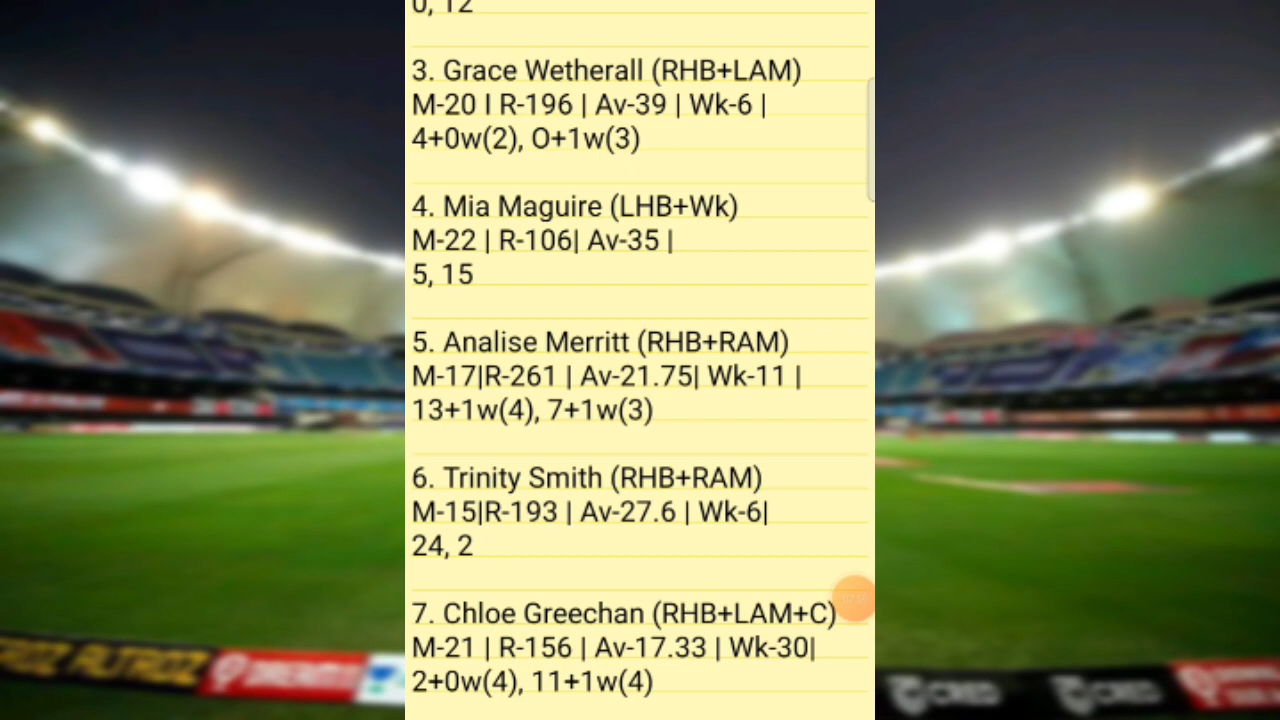 0, 12
3. Grace Wetherall (RHB+LAM)
M-20 I R-196 | Av-39 | Wk-6 |
4+0w(2), O+1w(3)
4. Mia Maguire (LHB+Wk)
M-22 | R-106| Av-35 |
5, 15
5. Analise Merritt (RHB+RAM)
M-17|R-261 | Av-21.75| Wk-11 |
13+1w(4), 7+1w(3)
6. Trinity Smith (RHB+RAM)
M-15|R-193 | Av-27.6 | Wk-6|
24, 2
7. Chloe Greechan (RHB+LAM+C)
M-21 | R-156 | Av-17.33 | Wk-30|
2+0w(4), 11+1w(4)
CRED
CRED